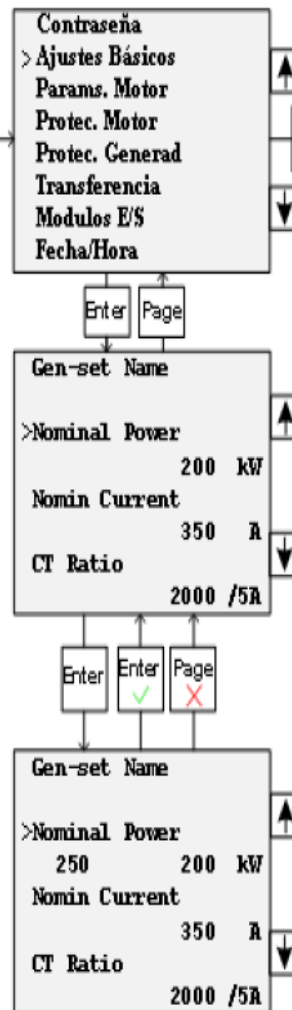 Contraseña
>Ajustes Básicos
Params. Motor
Protec. Motor
Protec. Generad
Transferencia
Modulos E/S
Fecha/Hora
Enter Page
Gen-set Name
>Nominal Power
200 kW
Nomin Current
350 A
CT Ratio
2000 /5A
Enter Enter Page
Gen-set Name
>Nominal Power
250 200 kW
Nomin Current
350 A
CT Ratio
2000 /5A